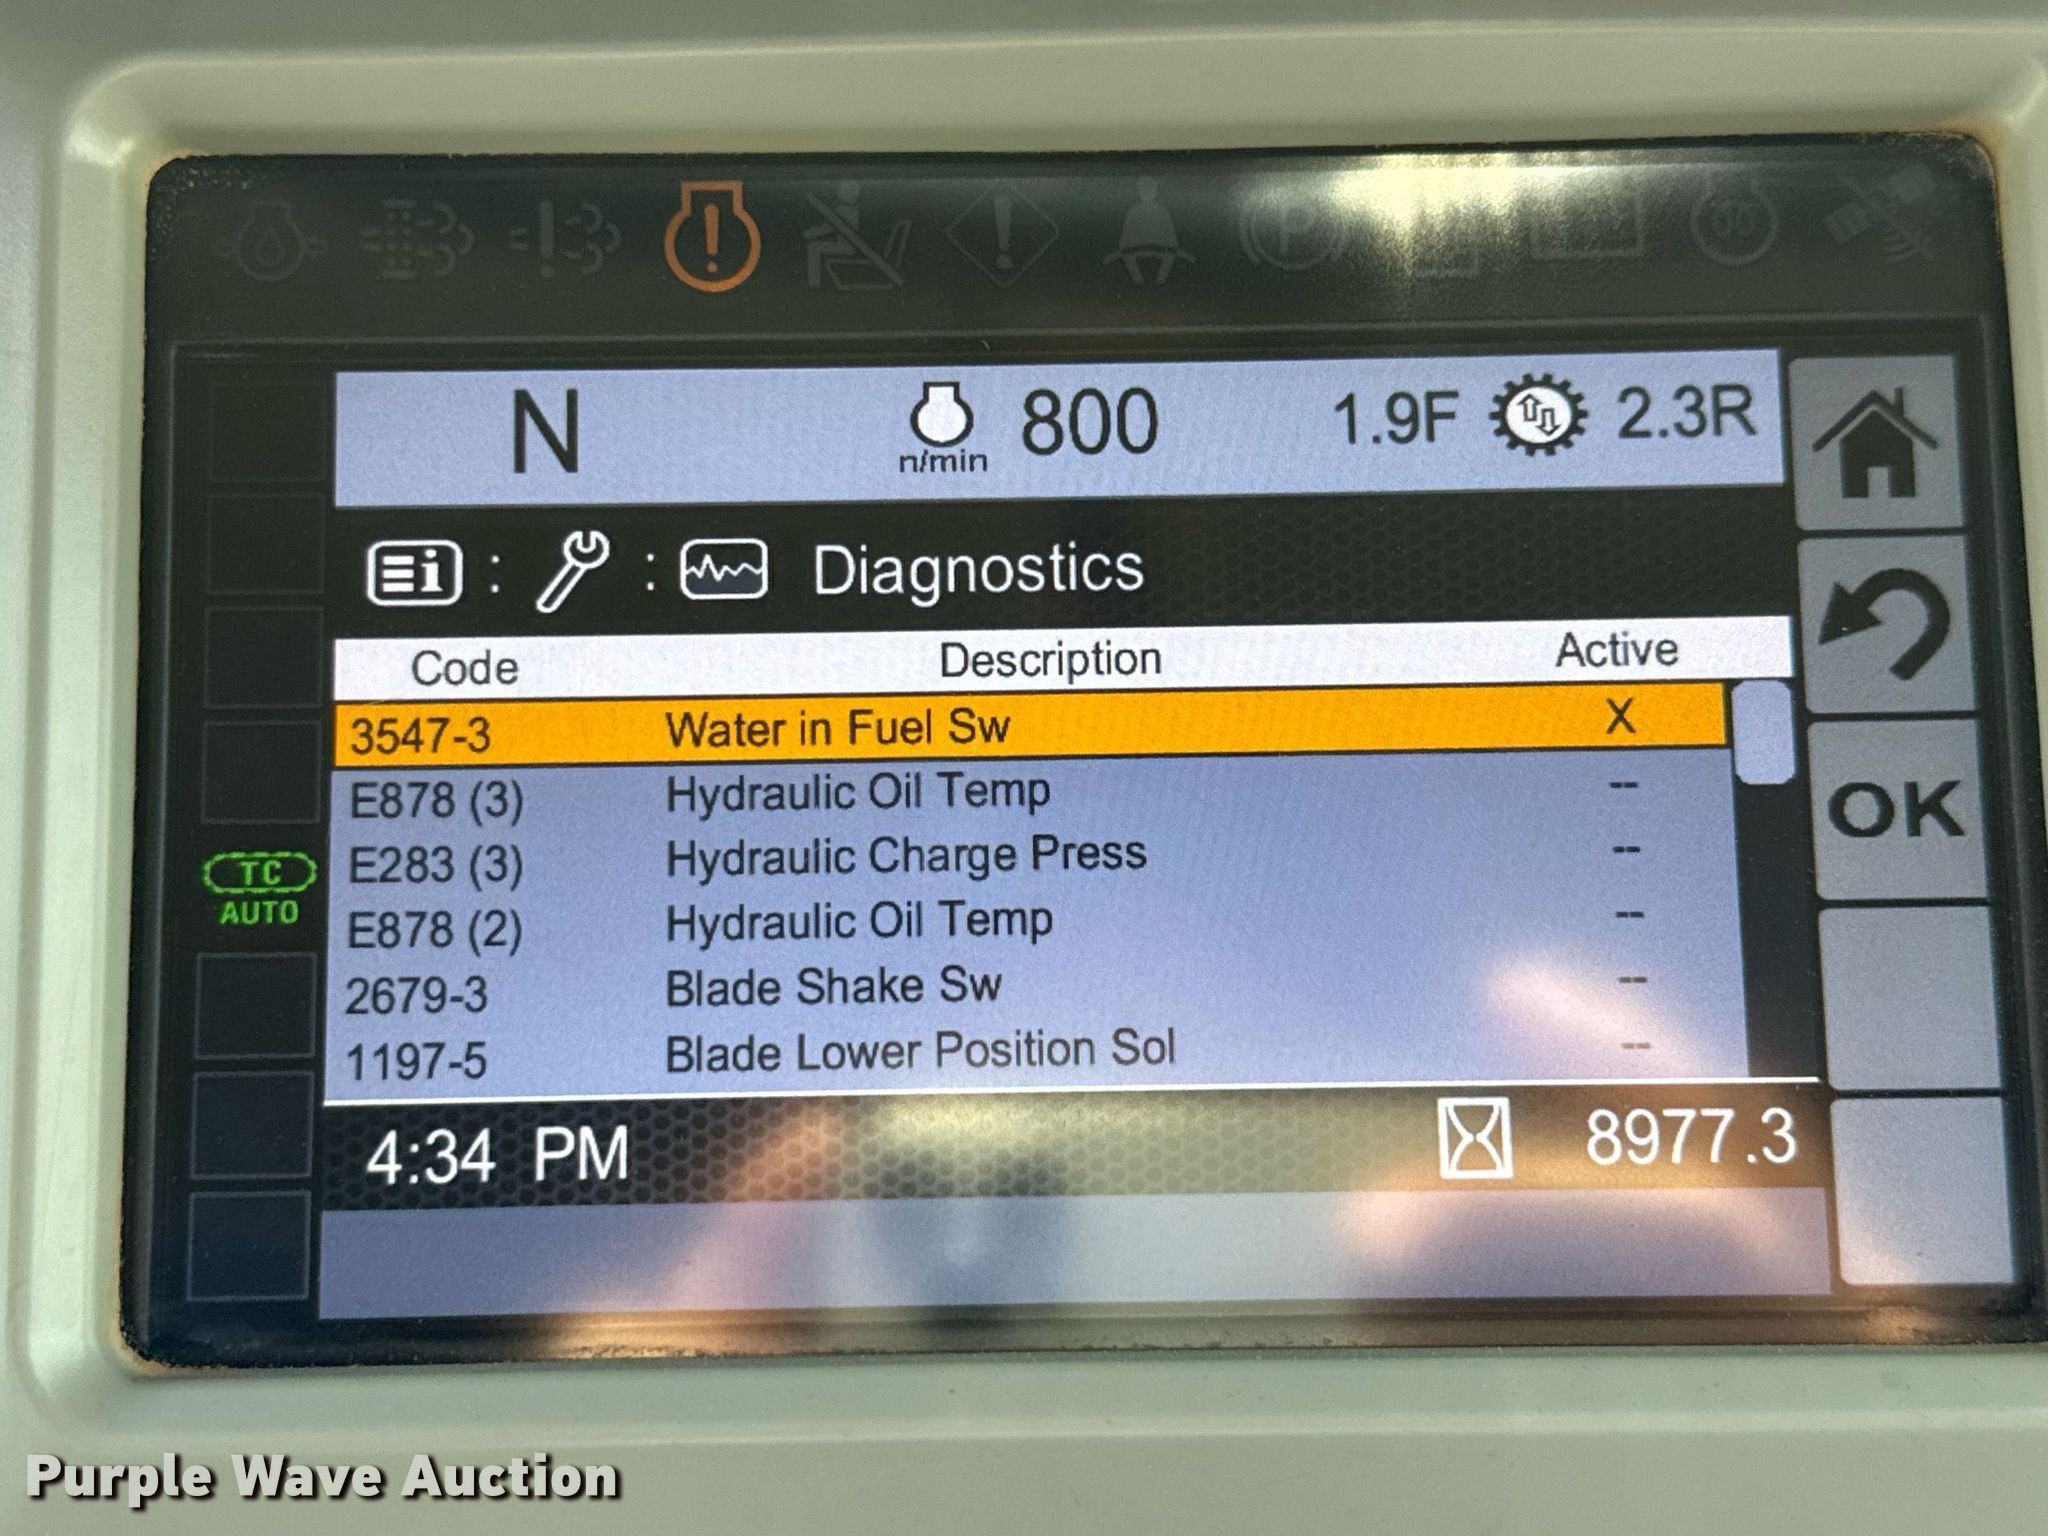 N n/min 800 1.9F 2.3R
i : : Diagnostics
Code Description Active
3547-3 Water in Fuel Sw X
E878 (3) Hydraulic Oil Temp --
E283 (3) Hydraulic Charge Press --
TC
AUTO
E878 (2) Hydraulic Oil Temp --
2679-3 Blade Shake Sw --
1197-5 Blade Lower Position Sol --
OK
4:34 PM 8977.3
Purple Wave Auction